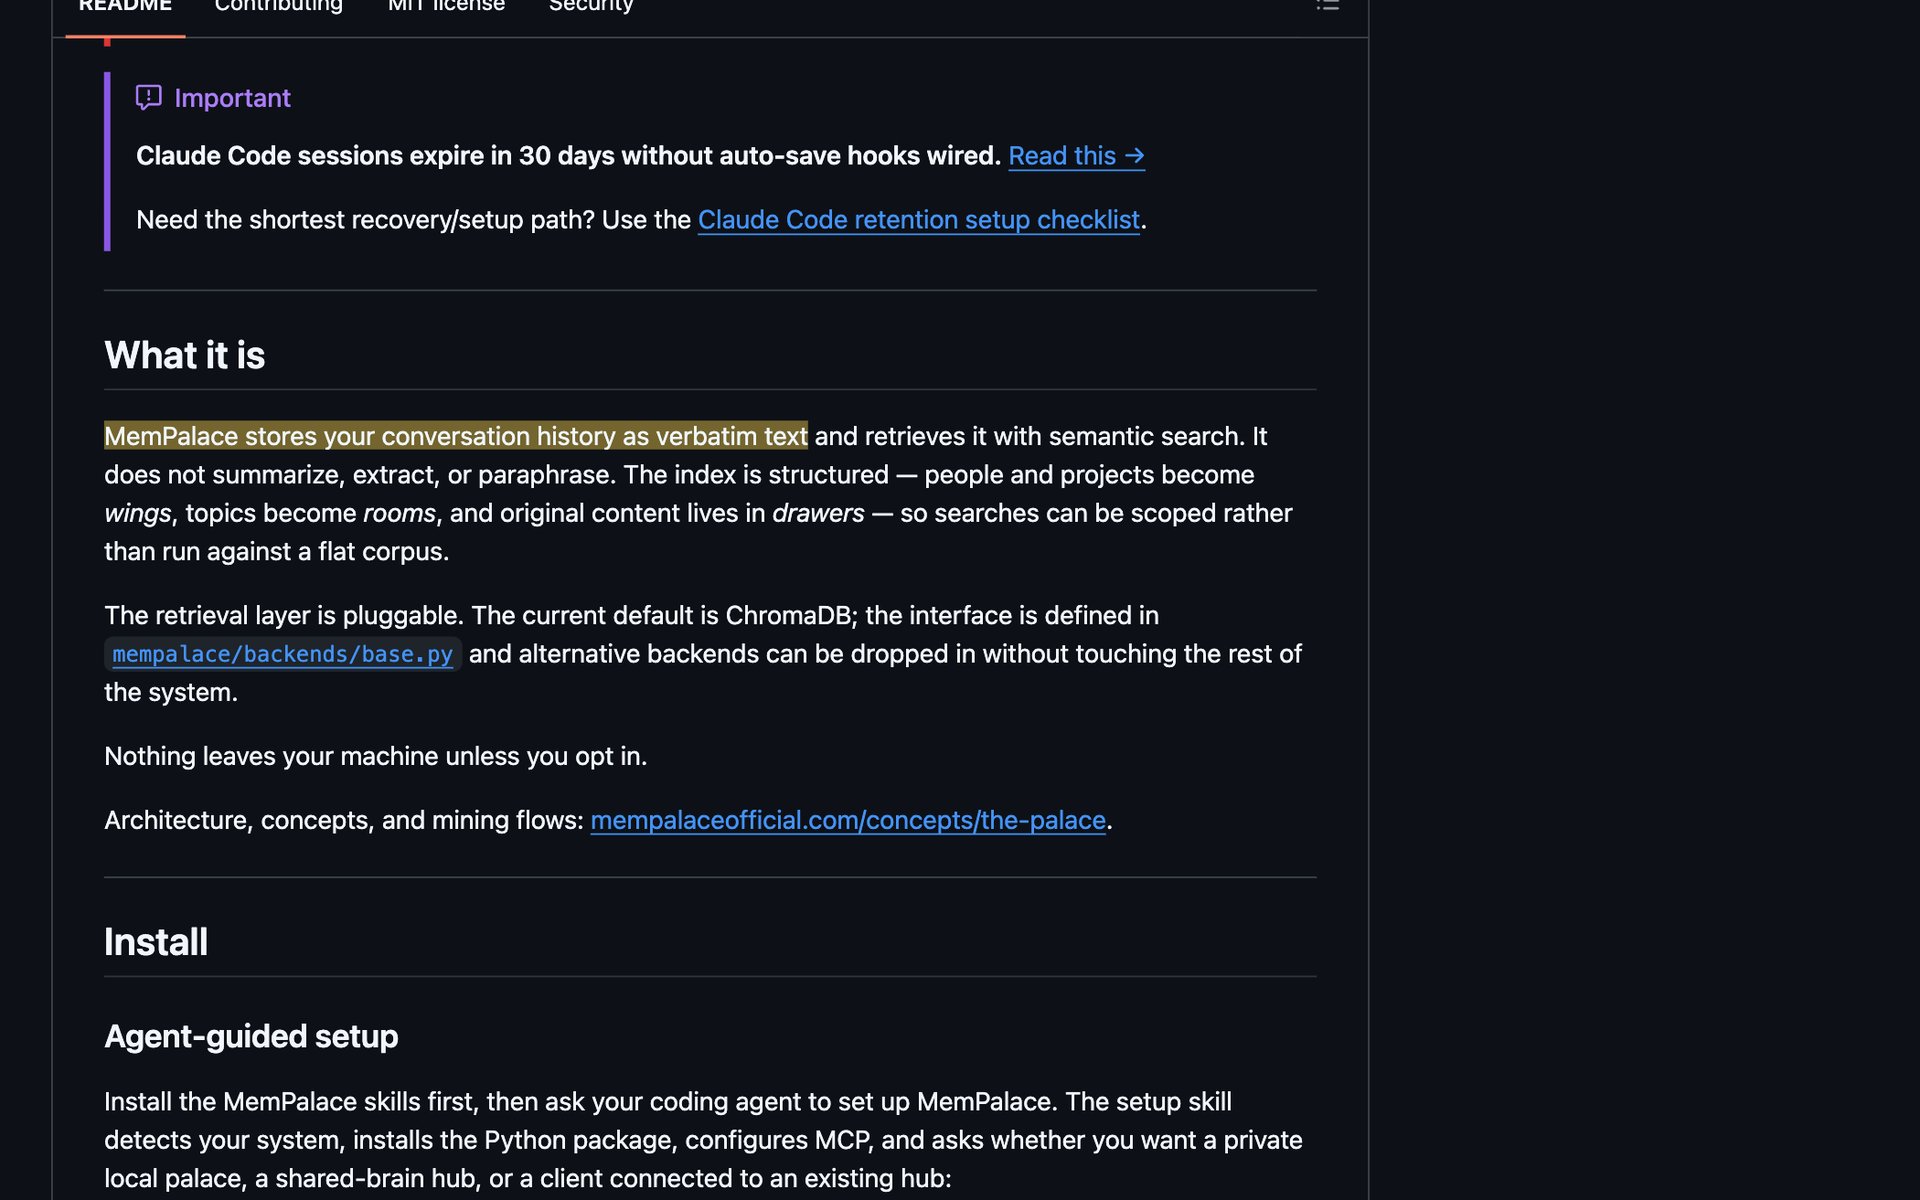 README Contributing MIT license Security
Important
Claude Code sessions expire in 30 days without auto-save hooks wired. Read this →
Need the shortest recovery/setup path? Use the Claude Code retention setup checklist.
What it is
MemPalace stores your conversation history as verbatim text and retrieves it with semantic search. It
does not summarize, extract, or paraphrase. The index is structured — people and projects become
wings, topics become rooms, and original content lives in drawers — so searches can be scoped rather
than run against a flat corpus.
The retrieval layer is pluggable. The current default is ChromaDB; the interface is defined in
mempalace/backends/base.py and alternative backends can be dropped in without touching the rest of
the system.
Nothing leaves your machine unless you opt in.
Architecture, concepts, and mining flows: mempalaceofficial.com/concepts/the-palace.
Install
Agent-guided setup
Install the MemPalace skills first, then ask your coding agent to set up MemPalace. The setup skill
detects your system, installs the Python package, configures MCP, and asks whether you want a private
local palace, a shared-brain hub, or a client connected to an existing hub: